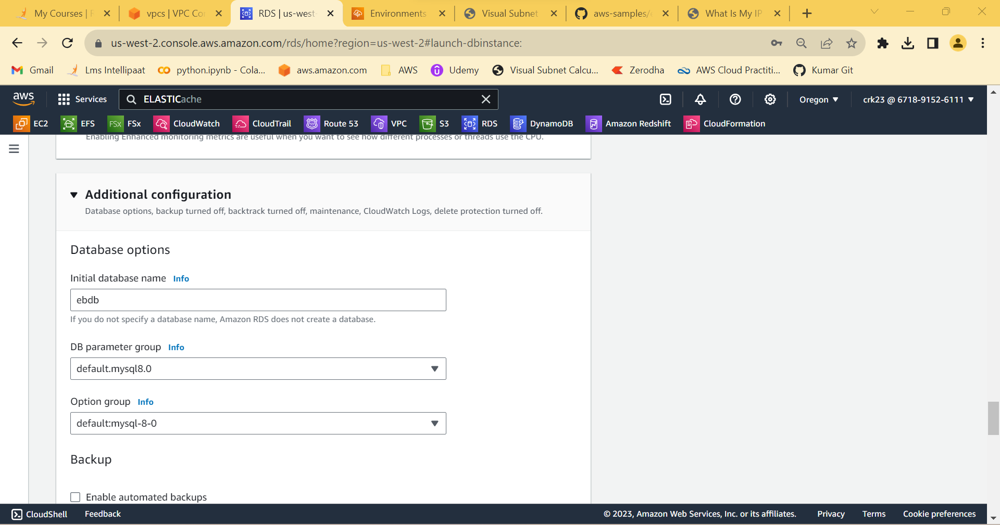 My Courses |
vpcs | VPC Co
RDS | us-west-
Environments
Visual Subnet
aws-samples/
What Is My IP
us-west-2.console.aws.amazon.com/rds/home?region=us-west-2#launch-dbinstance:
Gmail
Lms Intellipaat
python.ipynb - Cola...
aws.amazon.com
AWS
Udemy
Visual Subnet Calcu...
Zerodha
AWS Cloud Practiti...
Kumar Git
aws
Services
ELASTICache
Oregon
crk23 @ 6718-9152-6111
EC2
EFS
FSx
FSx
CloudWatch
CloudTrail
Route 53
VPC
S3
RDS
DynamoDB
Amazon Redshift
CloudFormation
Enabling Enhanced monitoring metrics are useful when you want to see how different processes or threads use the CPU.
Additional configuration
Database options, backup turned off, backtrack turned off, maintenance, CloudWatch Logs, delete protection turned off.
Database options
Initial database name Info
ebdb
If you do not specify a database name, Amazon RDS does not create a database.
DB parameter group Info
default.mysql8.0
Option group Info
default:mysql-8-0
Backup
Enable automated backups
CloudShell
Feedback
© 2023, Amazon Web Services, Inc. or its affiliates.
Privacy
Terms
Cookie preferences